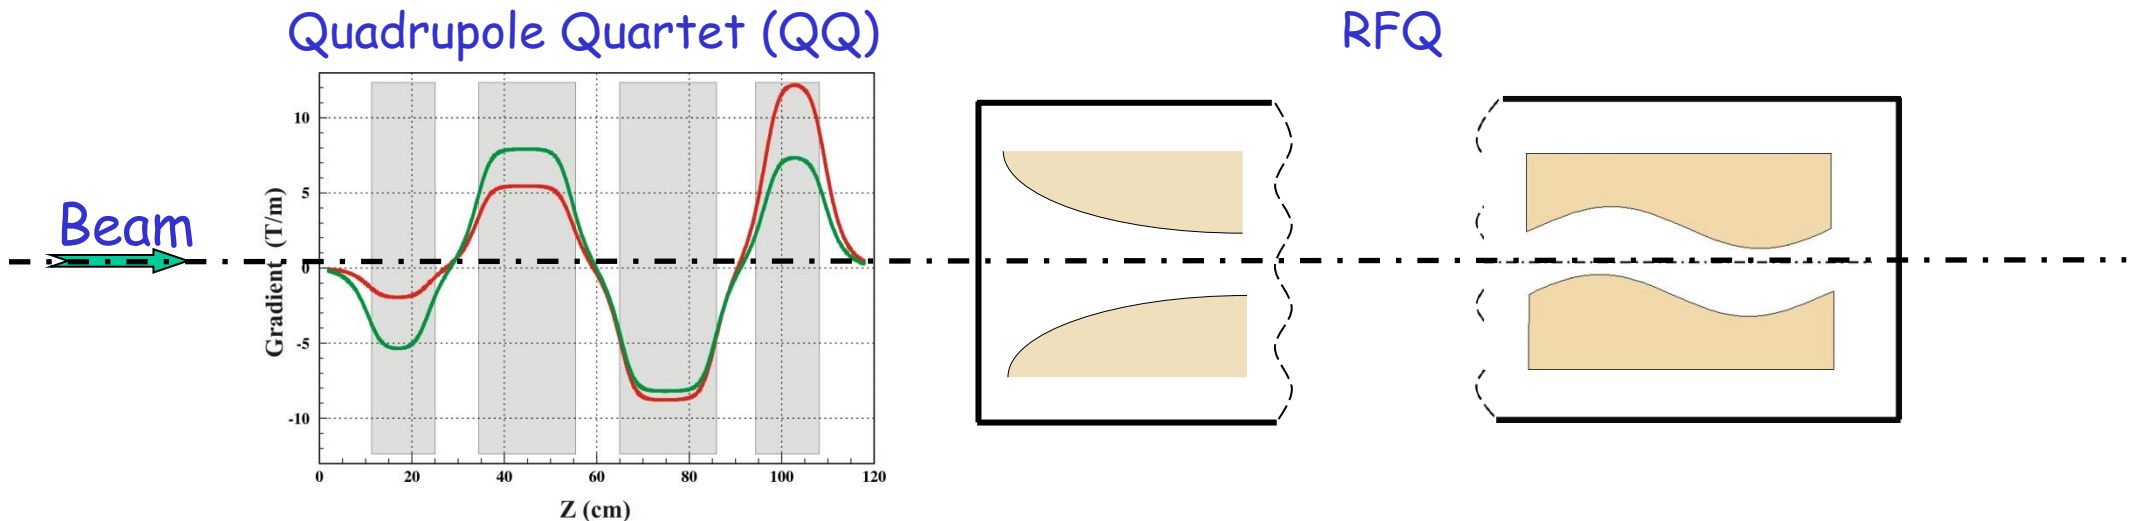 Quadrupole Quartet (QQ)
RFQ
Beam
Gradient (T/m)
10
5
0
-5
-10
0 20 40 60 80 100 120
Z (cm)